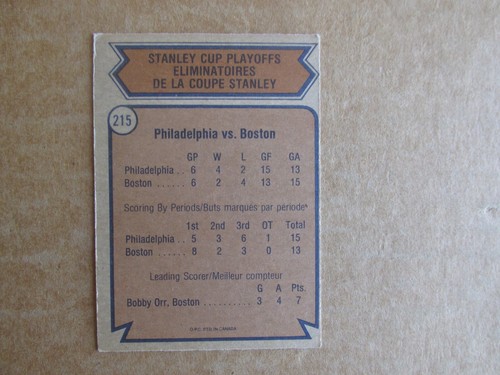 STANLEY CUP PLAYOFFS
ELIMINATOIRES
DE LA COUPE STANLEY
215
Philadelphia vs. Boston
GP W L GF GA
Philadelphia . . 6 4 2 15 13
Boston . . . . . . 6 2 4 13 15
Scoring By Periods/Buts marques par periode
1st 2nd 3rd OT Total
Philadelphia . . 5 3 6 1 15
Boston . . . . . . 8 2 3 0 13
Leading Scorer/Meilleur compteur
G A Pts.
Bobby Orr, Boston . . . . . . . . . . 3 4 7